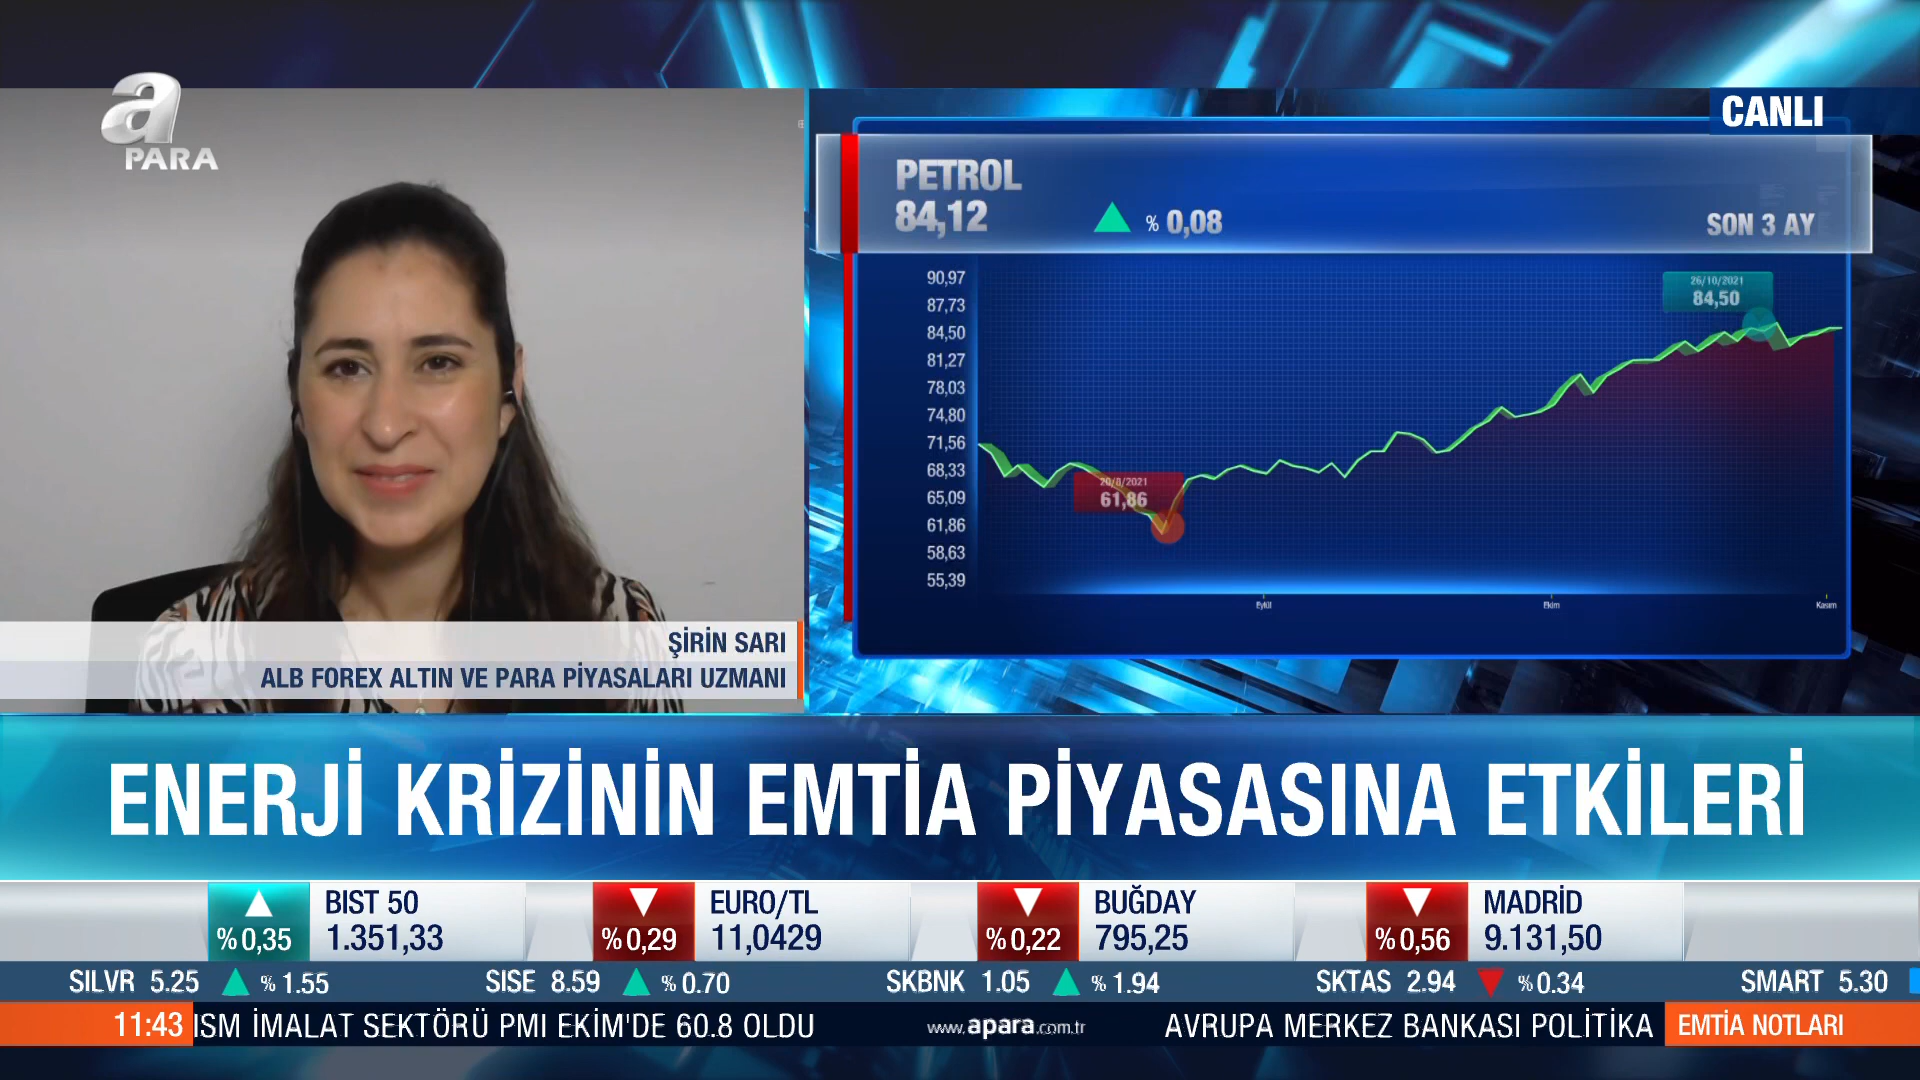 a
PARA
CANLI
PETROL
84,12
% 0,08
SON 3 AY
90,97
87,73
84,50
81,27
78,03
74,80
71,56
68,33
65,09
61,86
58,63
55,39
26/10/2021
84,50
20/8/2021
61,86
Eylül
Ekim
Kasım
ŞİRİN SARI
ALB FOREX ALTIN VE PARA PİYASALARI UZMANI
ENERJİ KRİZİNİN EMTİA PİYASASINA ETKİLERİ
%0,35
BIST 50
1.351,33
%0,29
EURO/TL
11,0429
%0,22
BUĞDAY
795,25
%0,56
MADRİD
9.131,50
SILVR 5.25 % 1.55 SISE 8.59 % 0.70 SKBNK 1.05 % 1.94 SKTAS 2.94 % 0.34 SMART 5.30
11:43 ISM İMALAT SEKTÖRÜ PMI EKİM'DE 60.8 OLDU www.apara.com.tr AVRUPA MERKEZ BANKASI POLİTİKA EMTİA NOTLARI